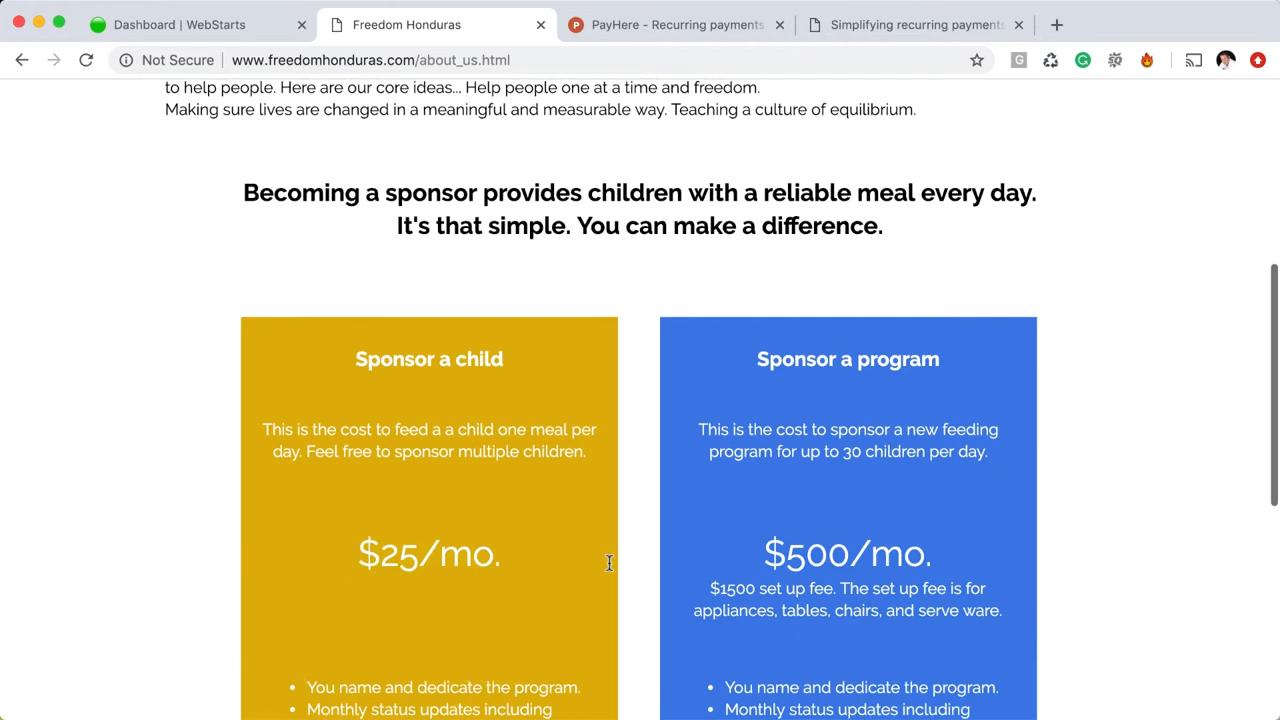 Dashboard | WebStarts
Freedom Honduras
PayHere - Recurring payments
Simplifying recurring payments
Not Secure
www.freedomhonduras.com/about_us.html
to help people. Here are our core ideas... Help people one at a time and freedom.
Making sure lives are changed in a meaningful and measurable way. Teaching a culture of equilibrium.
Becoming a sponsor provides children with a reliable meal every day.
It's that simple. You can make a difference.
Sponsor a child
This is the cost to feed a a child one meal per
day. Feel free to sponsor multiple children.
$25/mo.
• You name and dedicate the program.
• Monthly status updates including
Sponsor a program
This is the cost to sponsor a new feeding
program for up to 30 children per day.
$500/mo.
$1500 set up fee. The set up fee is for
appliances, tables, chairs, and serve ware.
• You name and dedicate the program.
• Monthly status updates including